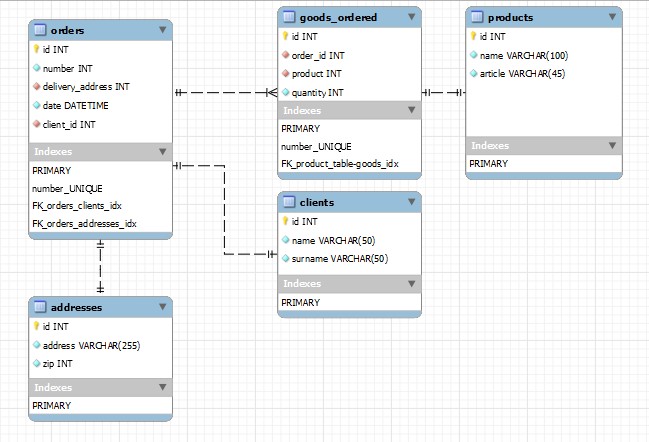 orders
id INT
number INT
delivery_address INT
date DATETIME
client_id INT
Indexes
PRIMARY
number_UNIQUE
FK_orders_clients_idx
FK_orders_addresses_idx
goods_ordered
id INT
order_id INT
product INT
quantity INT
Indexes
PRIMARY
number_UNIQUE
FK_product_table-goods_idx
products
id INT
name VARCHAR(100)
article VARCHAR(45)
Indexes
PRIMARY
clients
id INT
name VARCHAR(50)
surname VARCHAR(50)
Indexes
PRIMARY
addresses
id INT
address VARCHAR(255)
zip INT
Indexes
PRIMARY